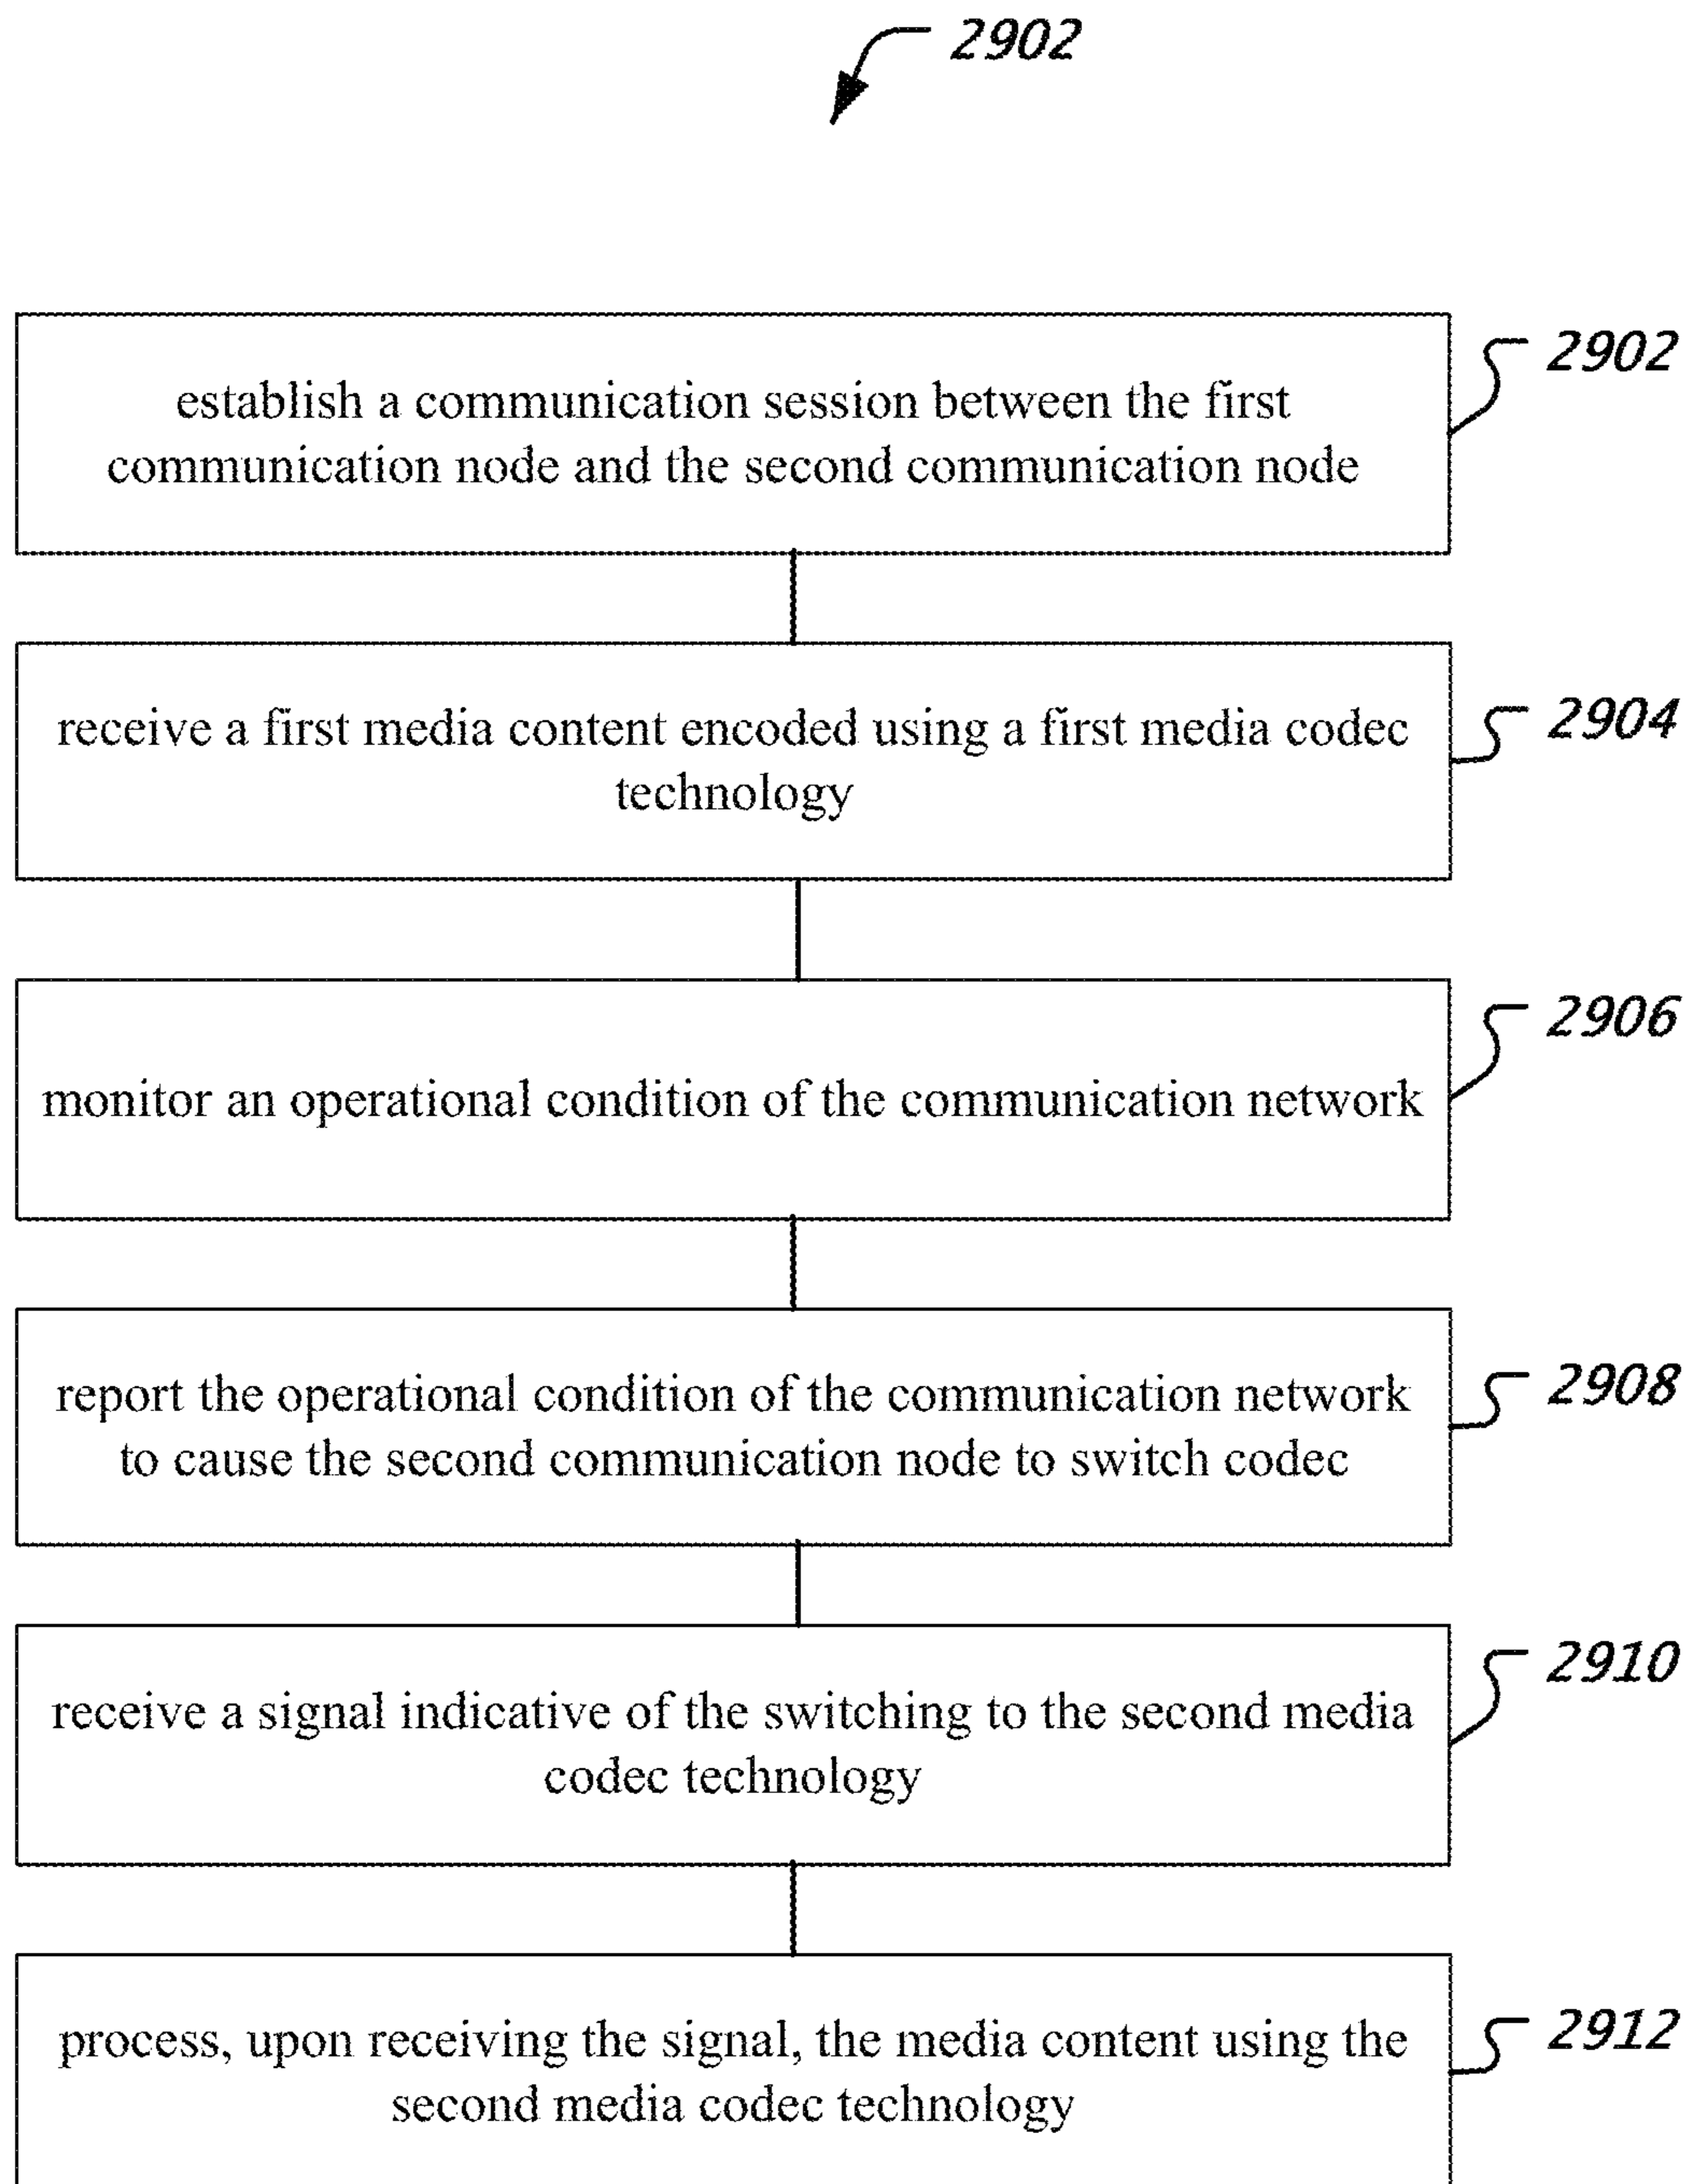 2902
establish a communication session between the first
communication node and the second communication node
2902
receive a first media content encoded using a first media codec
technology
2904
monitor an operational condition of the communication network
2906
report the operational condition of the communication network
to cause the second communication node to switch codec
2908
receive a signal indicative of the switching to the second media
codec technology
2910
process, upon receiving the signal, the media content using the
second media codec technology
2912